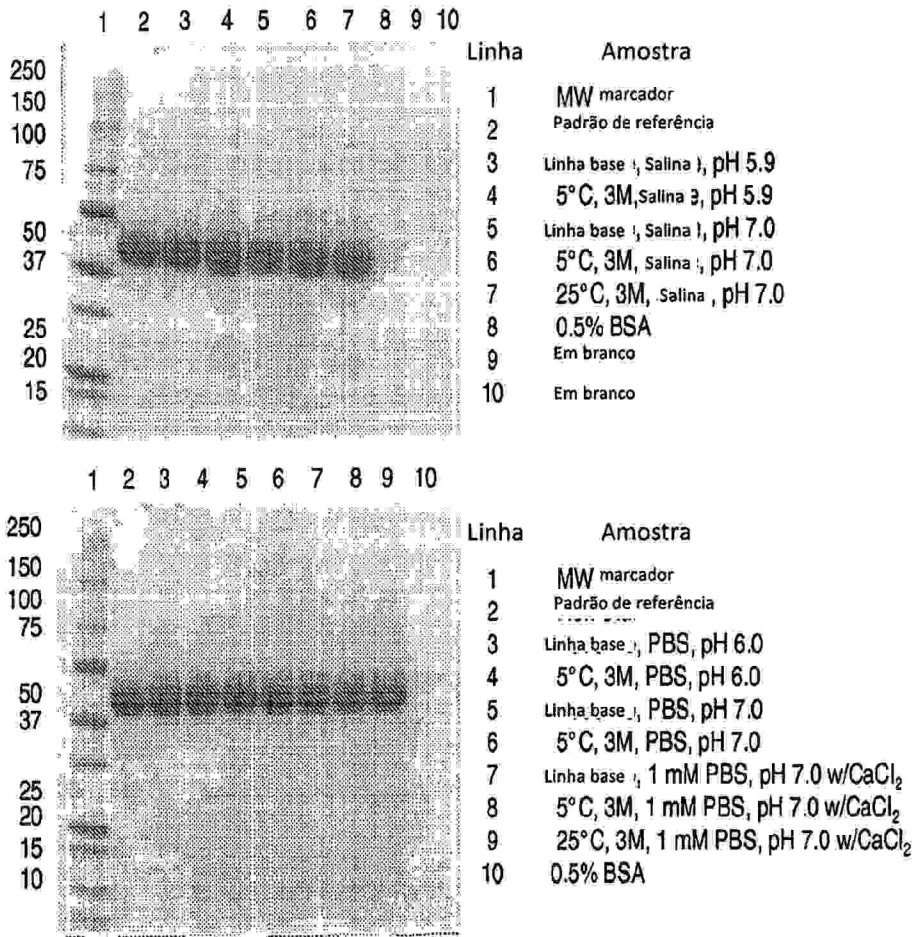 1 2 3 4 5 6 7 8 9 10
250
150
100
75
50
37
25
20
15
Linha Amostra
1 MW marcador
2 Padrão de referência
3 Linha base , Salina , pH 5.9
4 5°C, 3M, Salina , pH 5.9
5 Linha base , Salina , pH 7.0
6 5°C, 3M, Salina , pH 7.0
7 25°C, 3M, Salina , pH 7.0
8 0.5% BSA
9 Em branco
10 Em branco
1 2 3 4 5 6 7 8 9 10
250
150
100
75
50
37
25
20
15
10
Linha Amostra
1 MW marcador
2 Padrão de referência
3 Linha base , PBS, pH 6.0
4 5°C, 3M, PBS, pH 6.0
5 Linha base , PBS, pH 7.0
6 5°C, 3M, PBS, pH 7.0
7 Linha base , 1 mM PBS, pH 7.0 w/CaCl₂
8 5°C, 3M, 1 mM PBS, pH 7.0 w/CaCl₂
9 25°C, 3M, 1 mM PBS, pH 7.0 w/CaCl₂
10 0.5% BSA